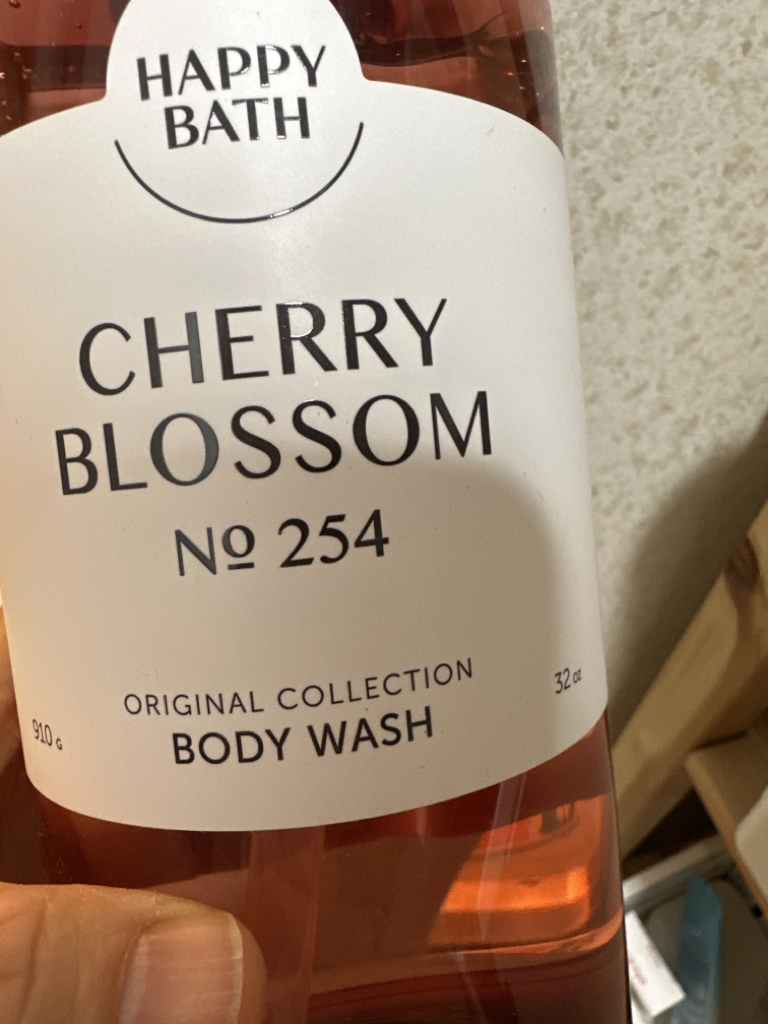 HAPPY
BATH
CHERRY
BLOSSOM
Nº 254
ORIGINAL COLLECTION
BODY WASH
910 G
32 oz